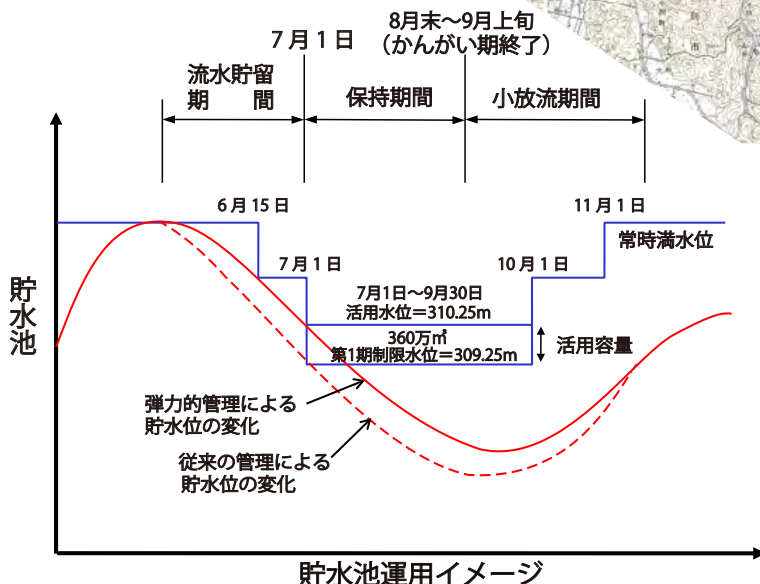 8月末～9月上旬
7月1日
（かんがい期終了）
流水貯留
期　間
保持期間
小放流期間
6月15日
11月1日
常時満水位
7月1日
10月1日
7月1日～9月30日
活用水位＝310.25m
360万㎥
第1期制限水位＝309.25m
活用容量
貯水池
弾力的管理による
貯水位の変化
従来の管理による
貯水位の変化
貯水池運用イメージ